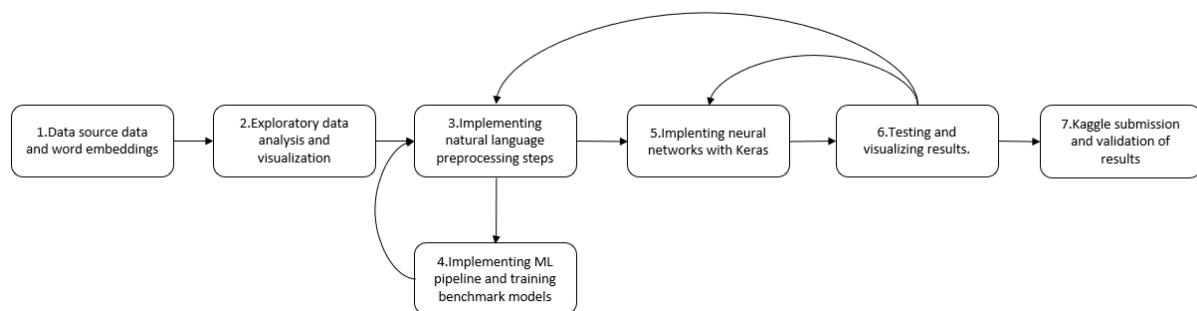 1.Data source data
and word embeddings
2.Exploratory data
analysis and
visualization
3.Implementing
natural language
preprocessing steps
4.Implementing ML
pipeline and training
benchmark models
5.Implenting neural
networks with Keras
6.Testing and
visualizing results.
7.Kaggle submission
and validation of
results